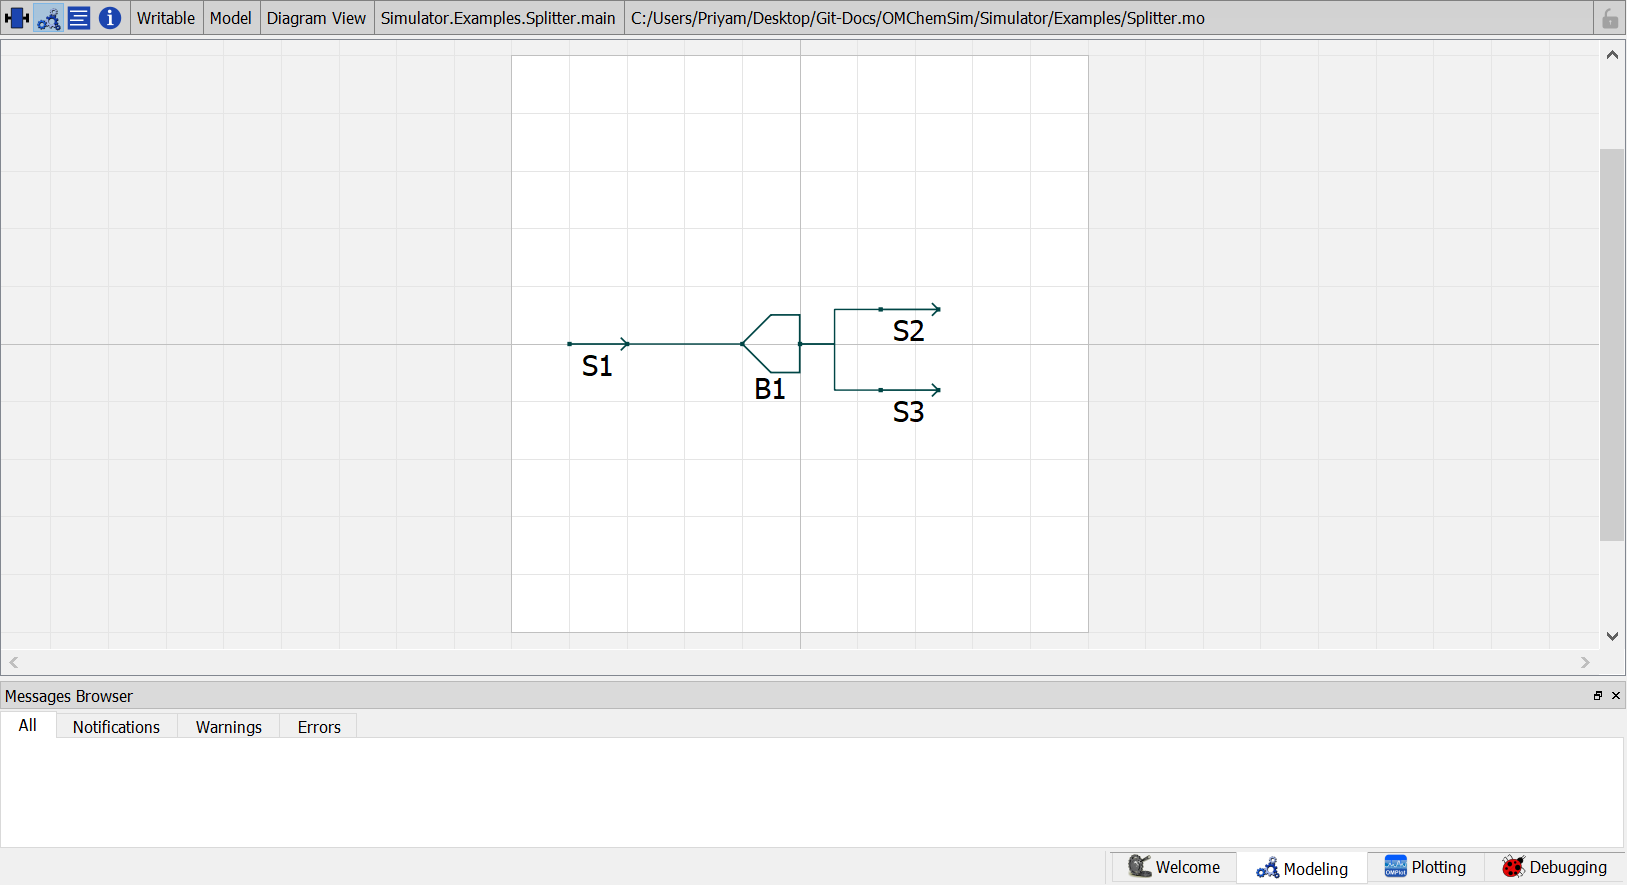 Writable Model Diagram View Simulator.Examples.Splitter.main C:/Users/Priyam/Desktop/Git-Docs/OMChemSim/Simulator/Examples/Splitter.mo
S2
S1
B1
S3
Messages Browser
All Notifications Warnings Errors
Welcome Modeling OMPlot Plotting Debugging